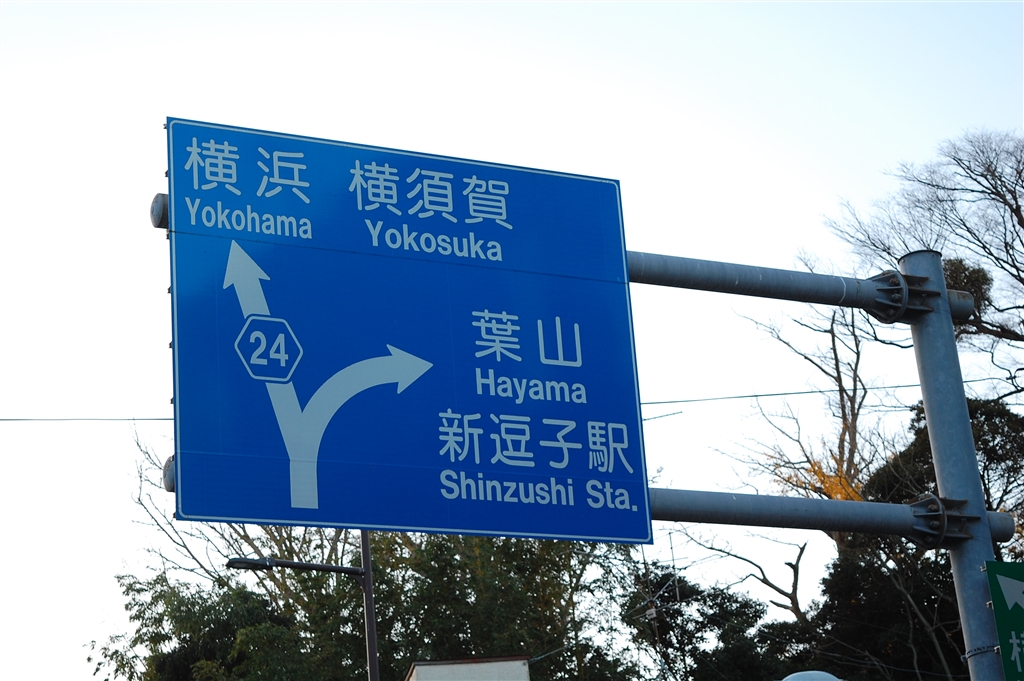 横浜 横須賀
Yokohama Yokosuka
24
葉山
Hayama
新逗子駅
Shinzushi Sta.